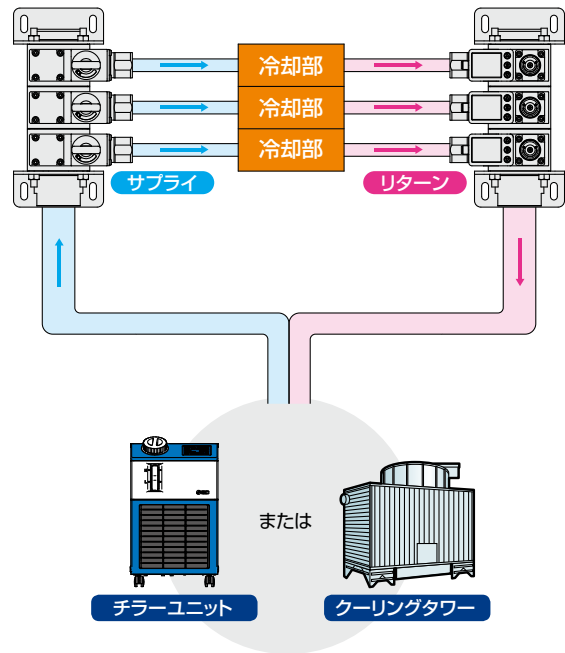 冷却部
冷却部
冷却部
サプライ
リターン
または
チラーユニット
クーリングタワー